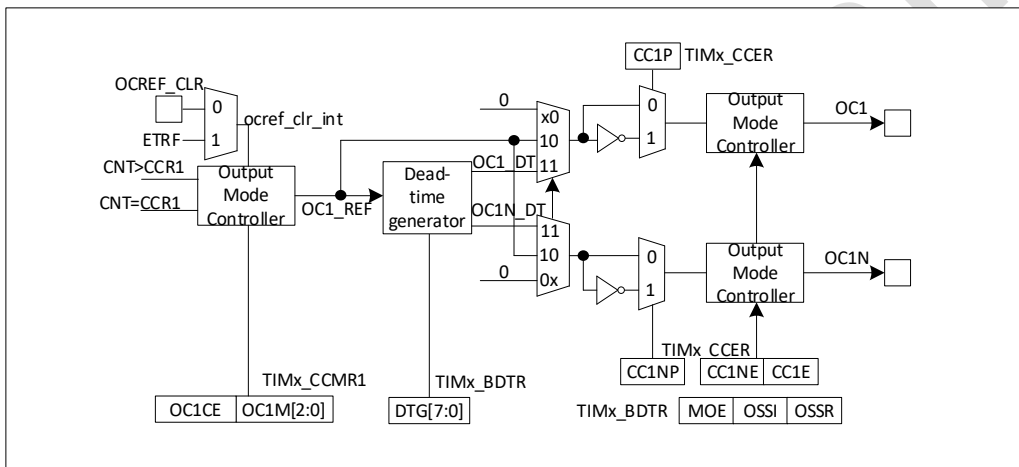 CC1P
TIMx_CCER
OCREF_CLR
0
ocref_clr_int
ETRF
1
0
x0
10
11
0
1
Output
Mode
Controller
OC1
CNT>CCR1
CNT=CCR1
Output
Mode
Controller
OC1_REF
Dead-
time
generator
OC1_DT
OC1N_DT
11
10
0x
0
0
1
Output
Mode
Controller
OC1N
TIMx_CCER
CC1NP
CC1NE
CC1E
TIMx_CCMR1
OC1CE
OC1M[2:0]
TIMx_BDTR
DTG[7:0]
TIMx_BDTR
MOE
OSSI
OSSR